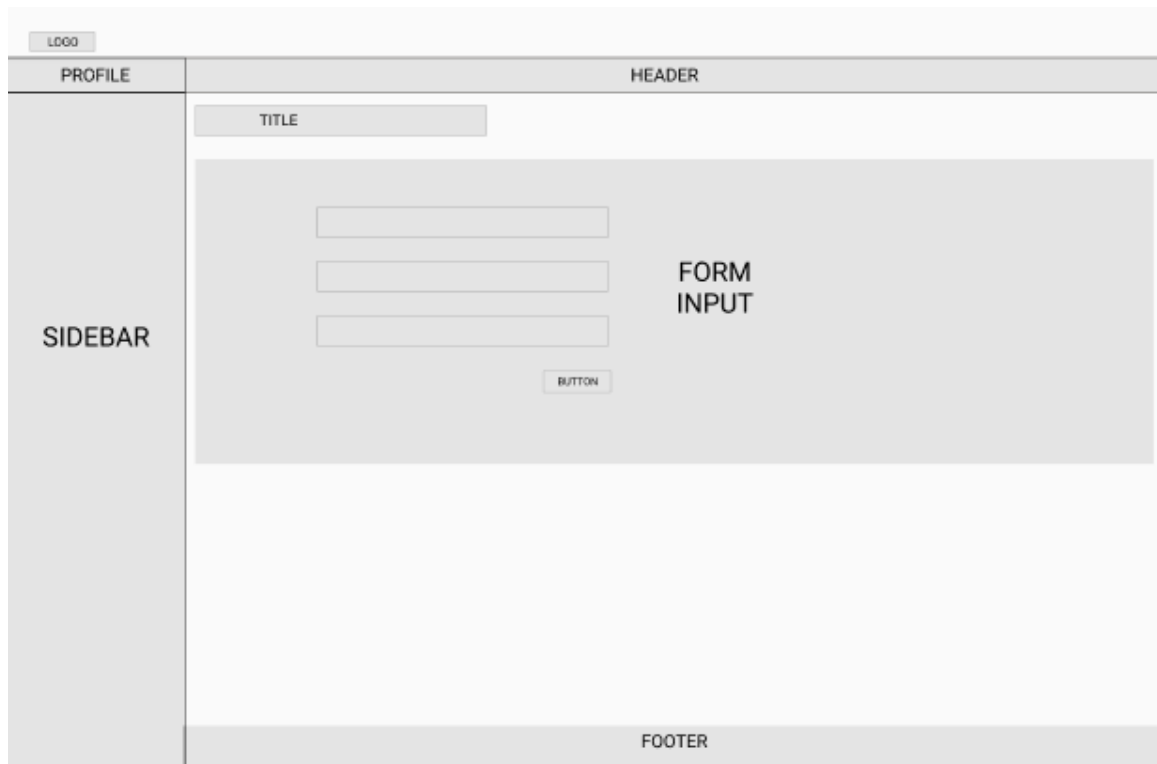 LOGO
PROFILE
HEADER
TITLE
FORM
INPUT
SIDEBAR
BUTTON
FOOTER